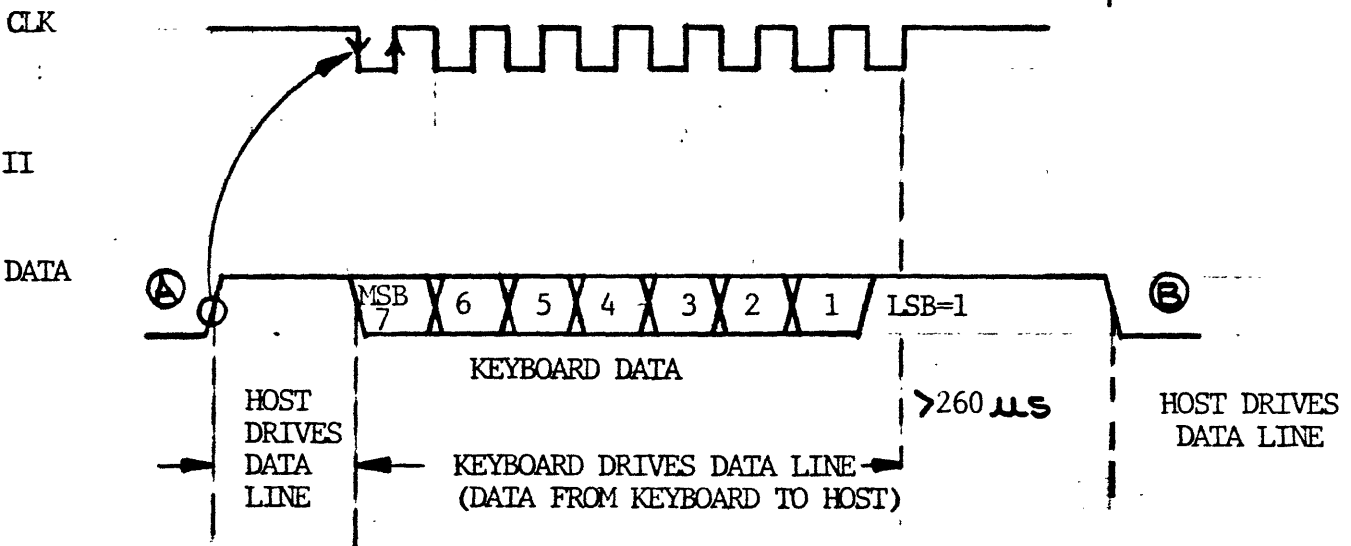 CLK
II
DATA
A
MSB
7
6
5
4
3
2
1
LSB=1
B
KEYBOARD DATA
HOST
DRIVES
DATA
LINE
>260 µs
HOST DRIVES
DATA LINE
KEYBOARD DRIVES DATA LINE
(DATA FROM KEYBOARD TO HOST)